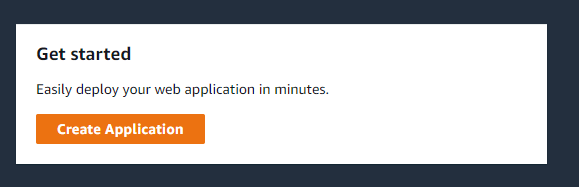 Get started
Easily deploy your web application in minutes.
Create Application